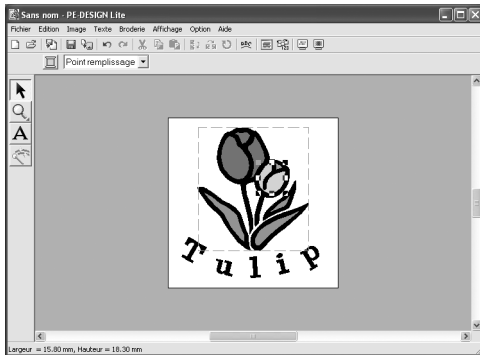 Sans nom - PE-DESIGN Lite
Fichier Edition Image Texte Broderie Affichage Option Aide
abc
Point remplissage
A
Tulip
Largeur = 15.80 mm, Hauteur = 18.30 mm